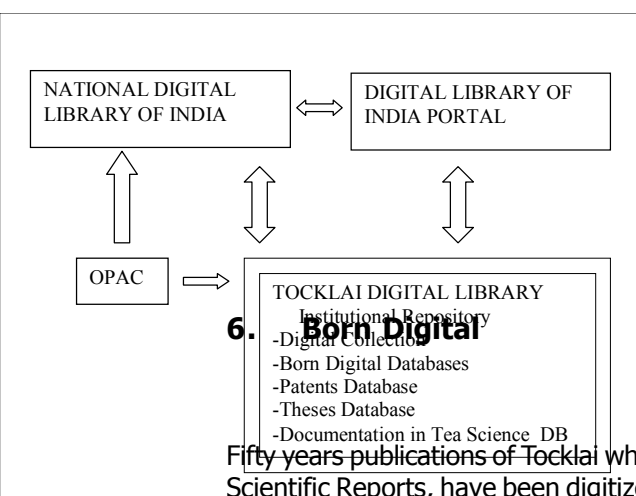 NATIONAL DIGITAL
LIBRARY OF INDIA
DIGITAL LIBRARY OF
INDIA PORTAL
OPAC
TOCKLAI DIGITAL LIBRARY
Institutional Repository
6. Born Digital
-Digital Collection
-Born Digital Databases
-Patents Database
-Theses Database
-Documentation in Tea Science DB
Fifty years publications of Tocklai wh
Scientific Reports, have been digitize